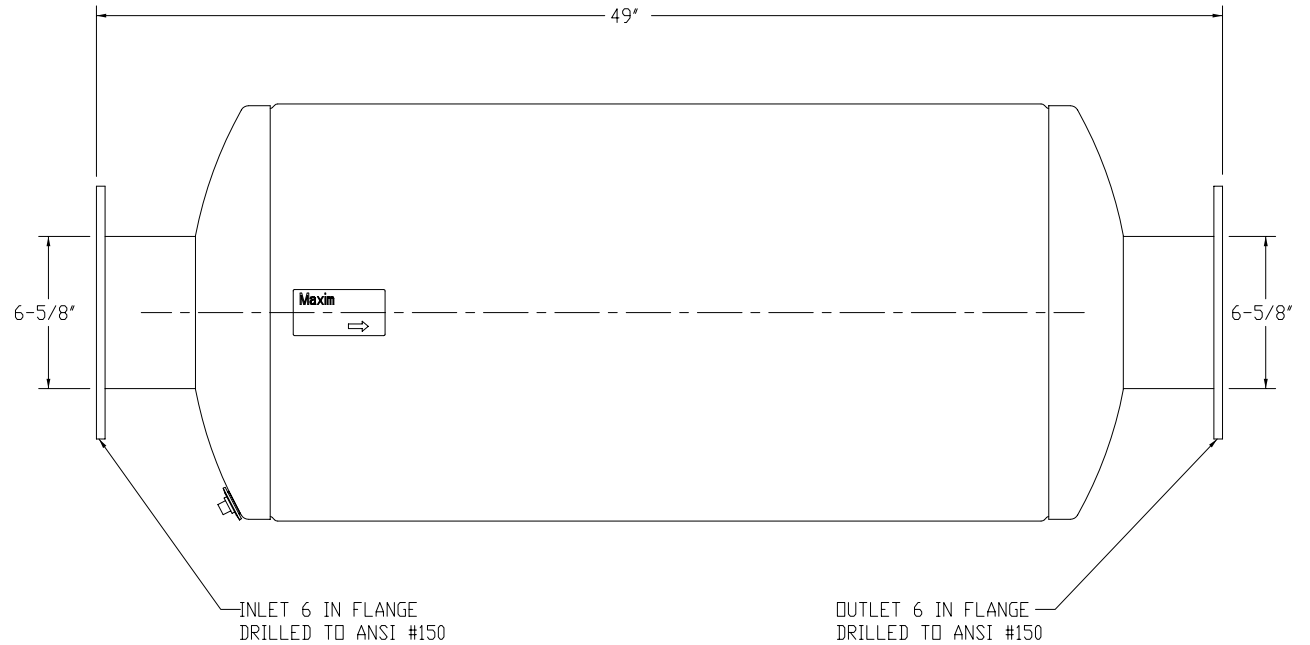 49"
6-5/8"
Maxim
6-5/8"
INLET 6 IN FLANGE
DRILLED TO ANSI #150
OUTLET 6 IN FLANGE
DRILLED TO ANSI #150